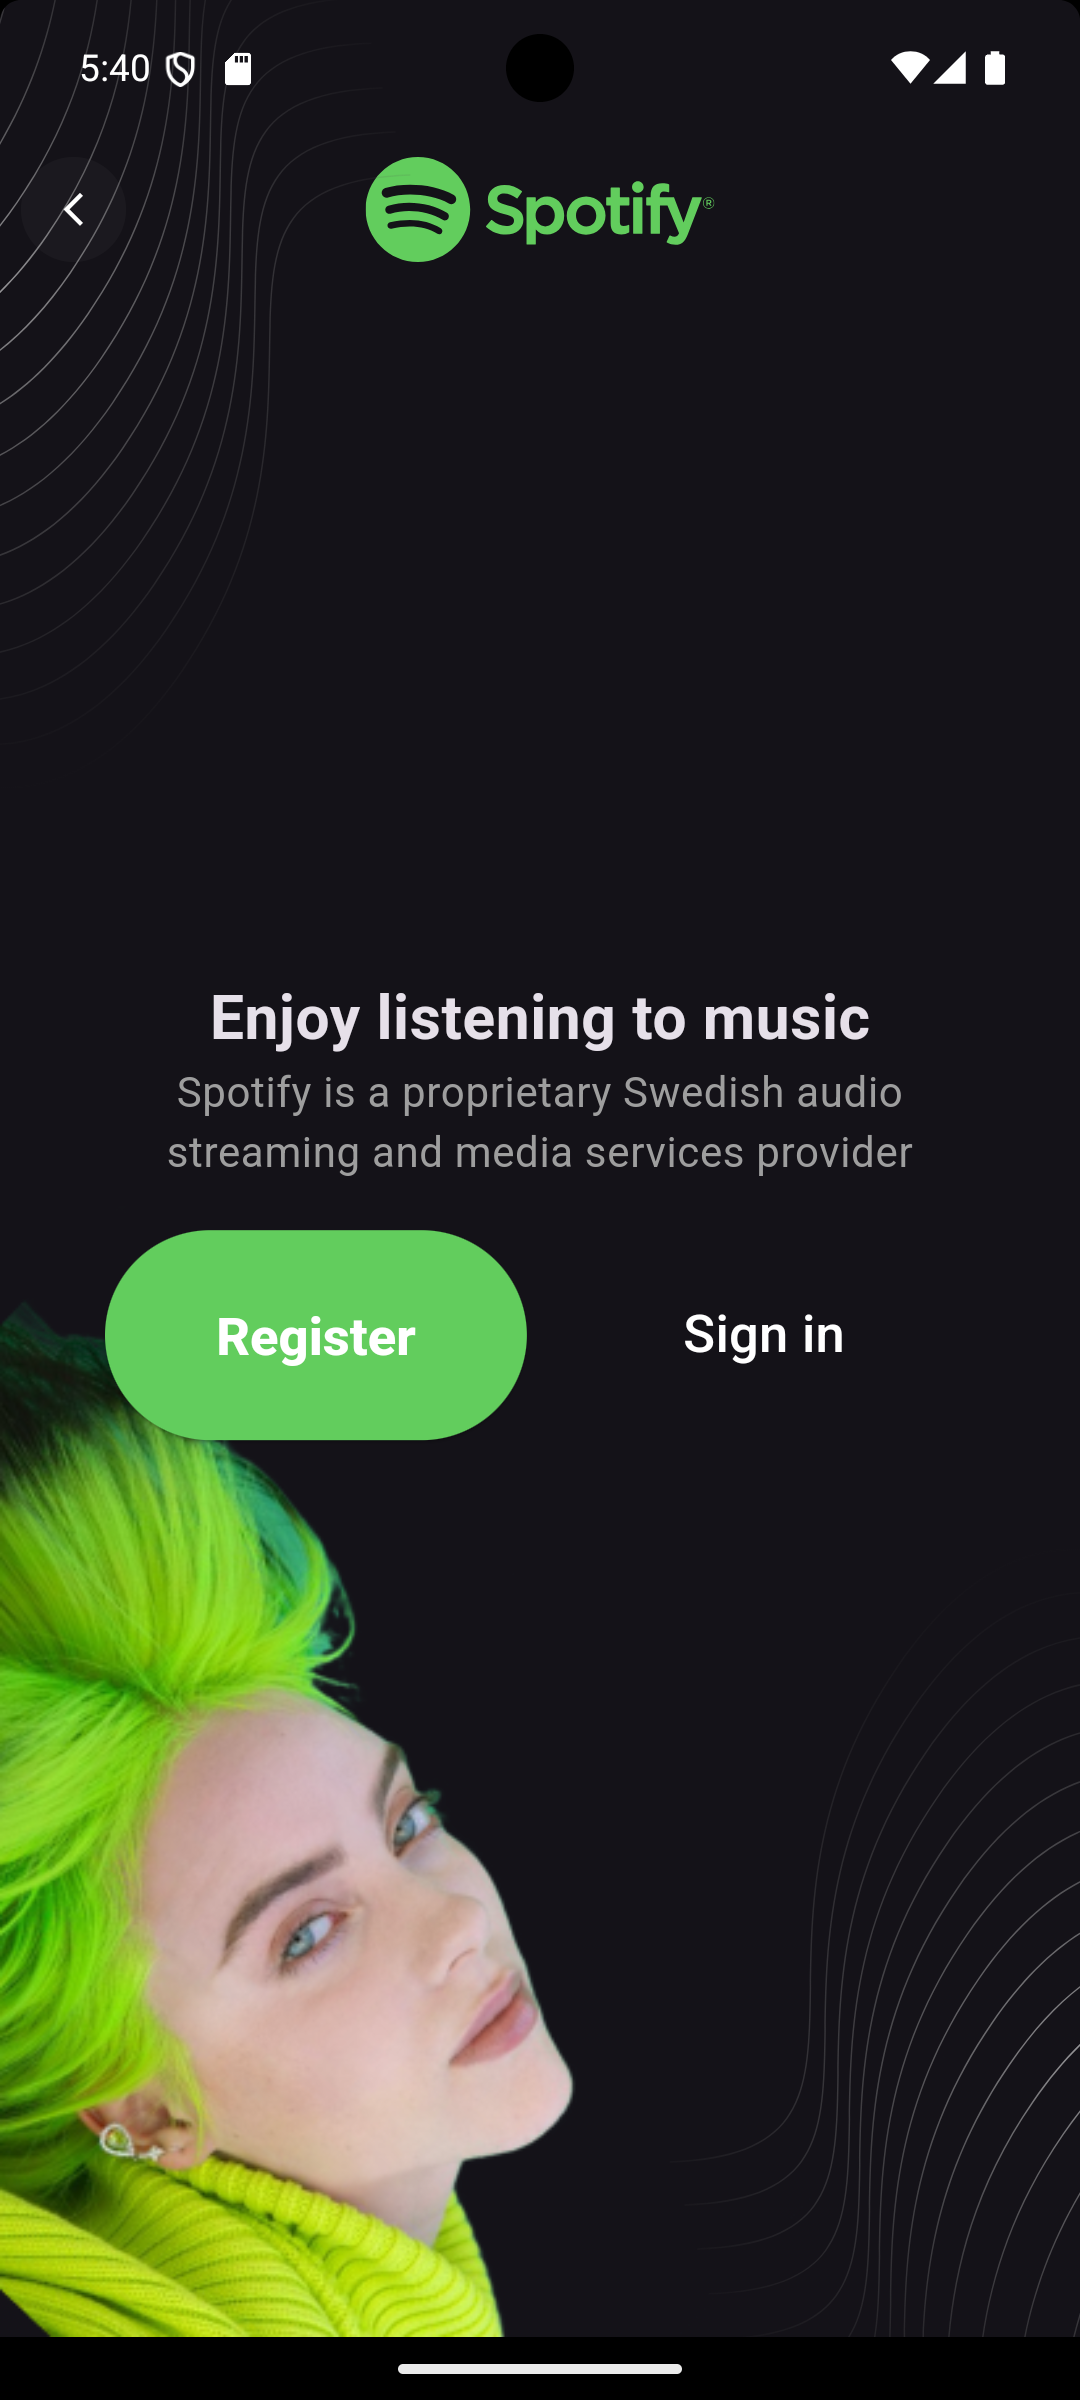 5:40
Spotify®
Enjoy listening to music
Spotify is a proprietary Swedish audio
streaming and media services provider
Register
Sign in